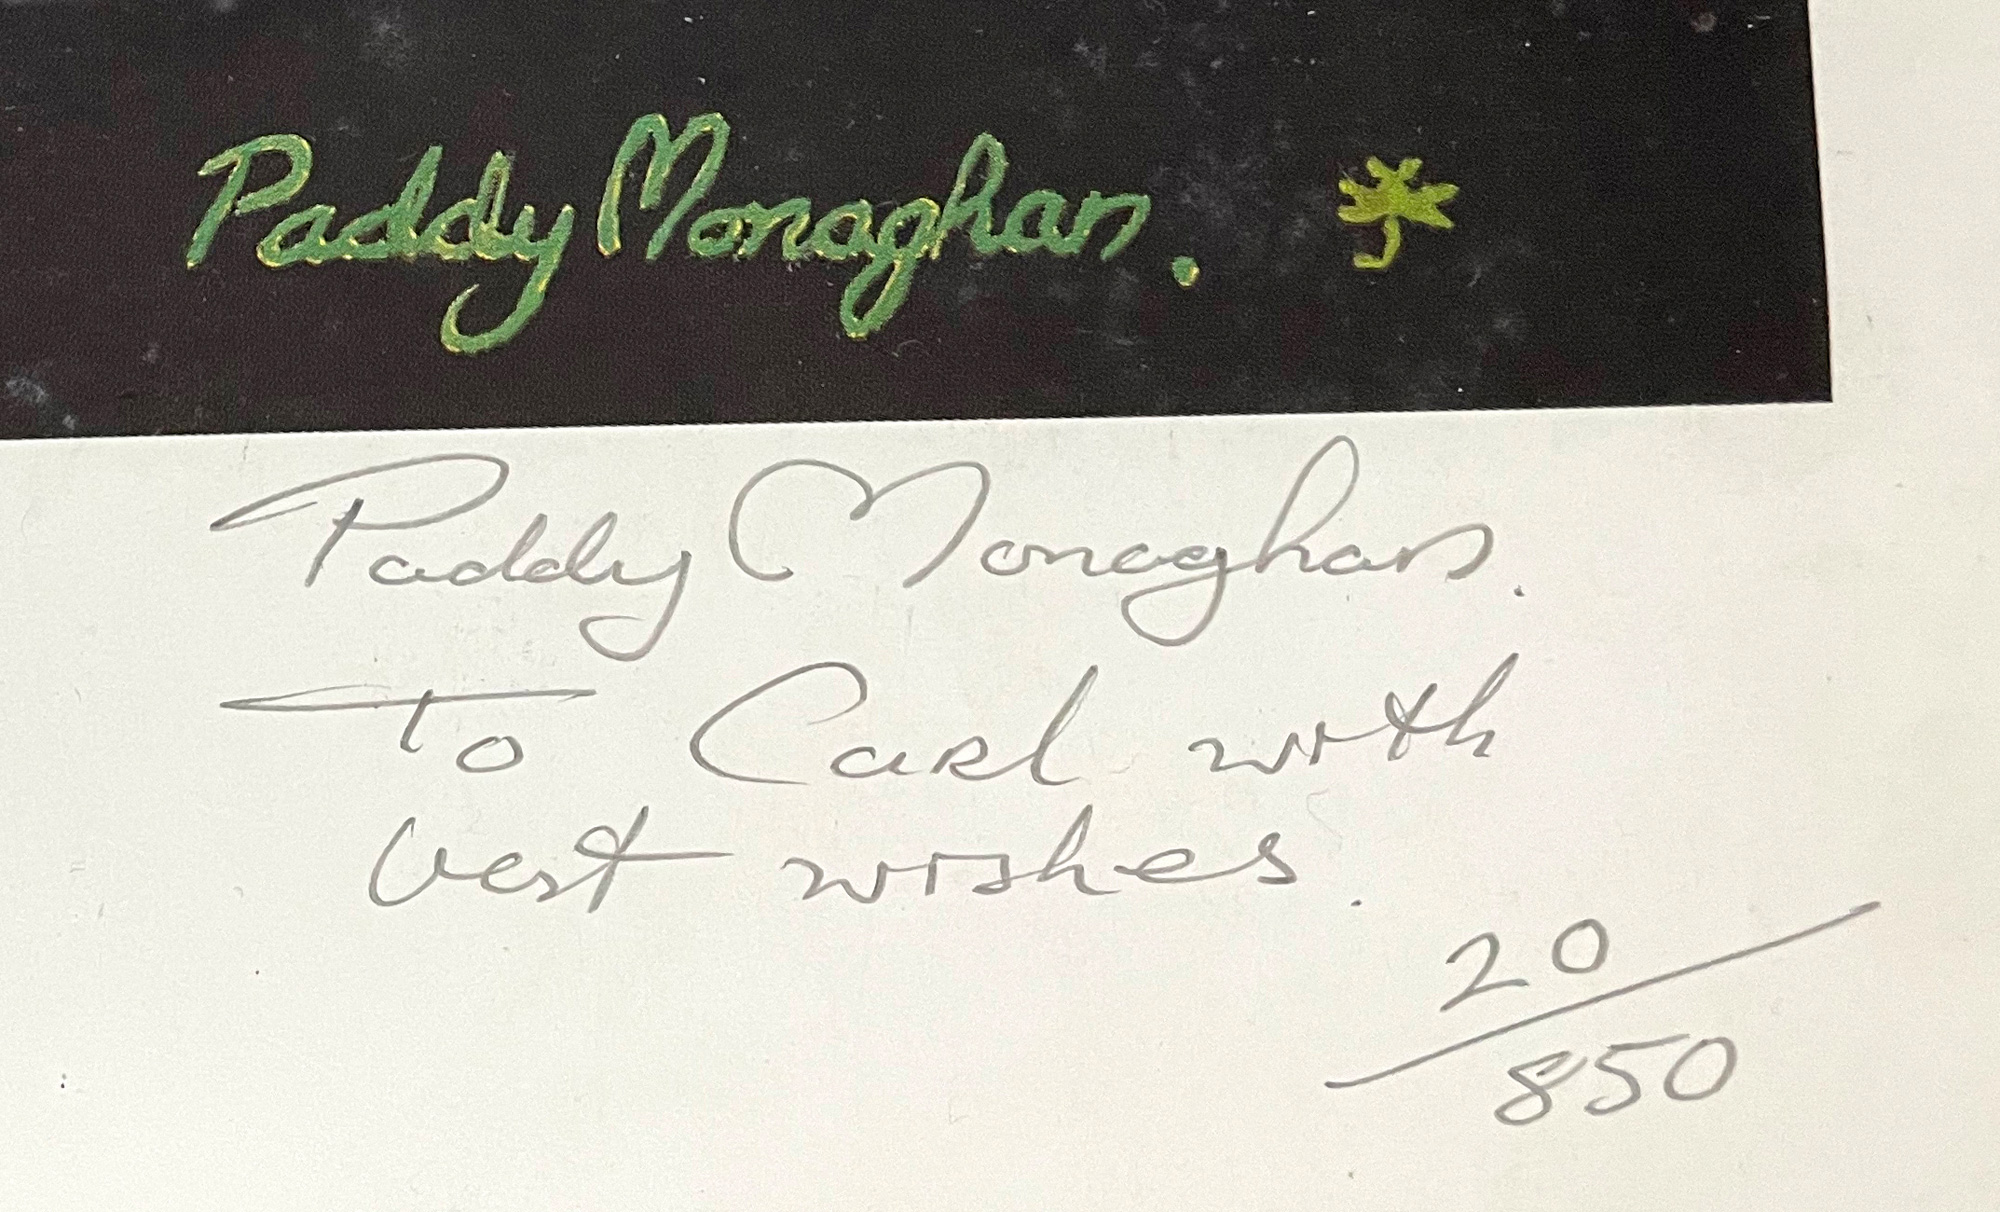 Paddy Monaghan.
Paddy Monaghan.
To Carl with
best wishes.
20
850